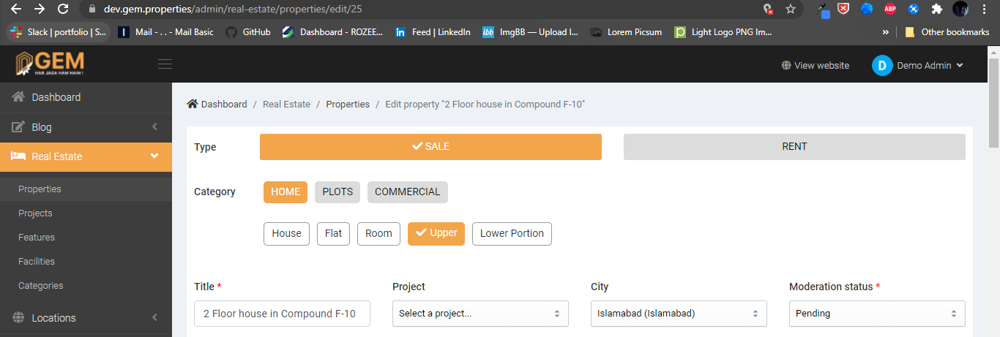 dev.gem.properties/admin/real-estate/properties/edit/25
ABP
Slack | portfolio | S...
Mail - . . - Mail Basic
GitHub
Dashboard - ROZEE...
in Feed | LinkedIn
ibb ImgBB — Upload I...
Lorem Picsum
p Light Logo PNG Im...
» Other bookmarks
GEM
HAR JAGA HAM HAIN !
View website
D Demo Admin
Dashboard
Blog
Real Estate
Properties
Projects
Features
Facilities
Categories
Locations
Dashboard / Real Estate / Properties / Edit property "2 Floor house in Compound F-10"
Type SALE RENT
Category HOME PLOTS COMMERCIAL
House Flat Room Upper Lower Portion
Title * Project City Moderation status *
2 Floor house in Compound F-10 Select a project... Islamabad (Islamabad) Pending